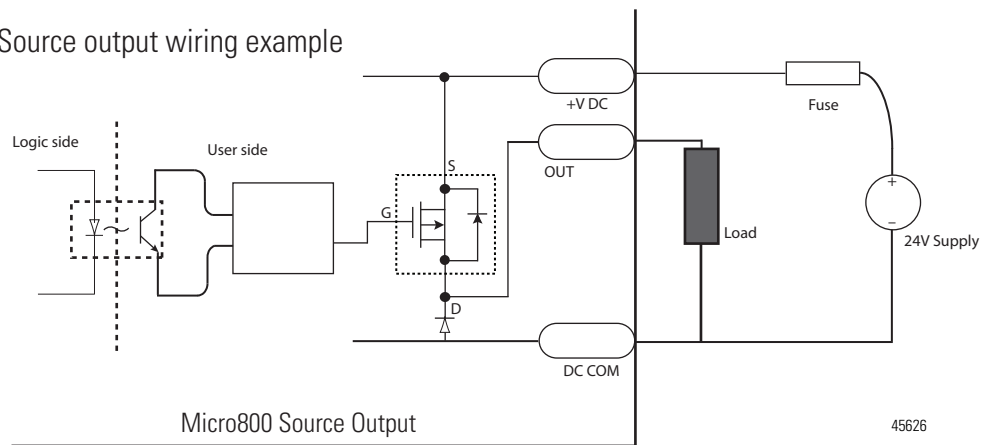 Source output wiring example
+V DC
Fuse
Logic side
User side
OUT
S
G
+
–
Load
24V Supply
D
DC COM
Micro800 Source Output
45626